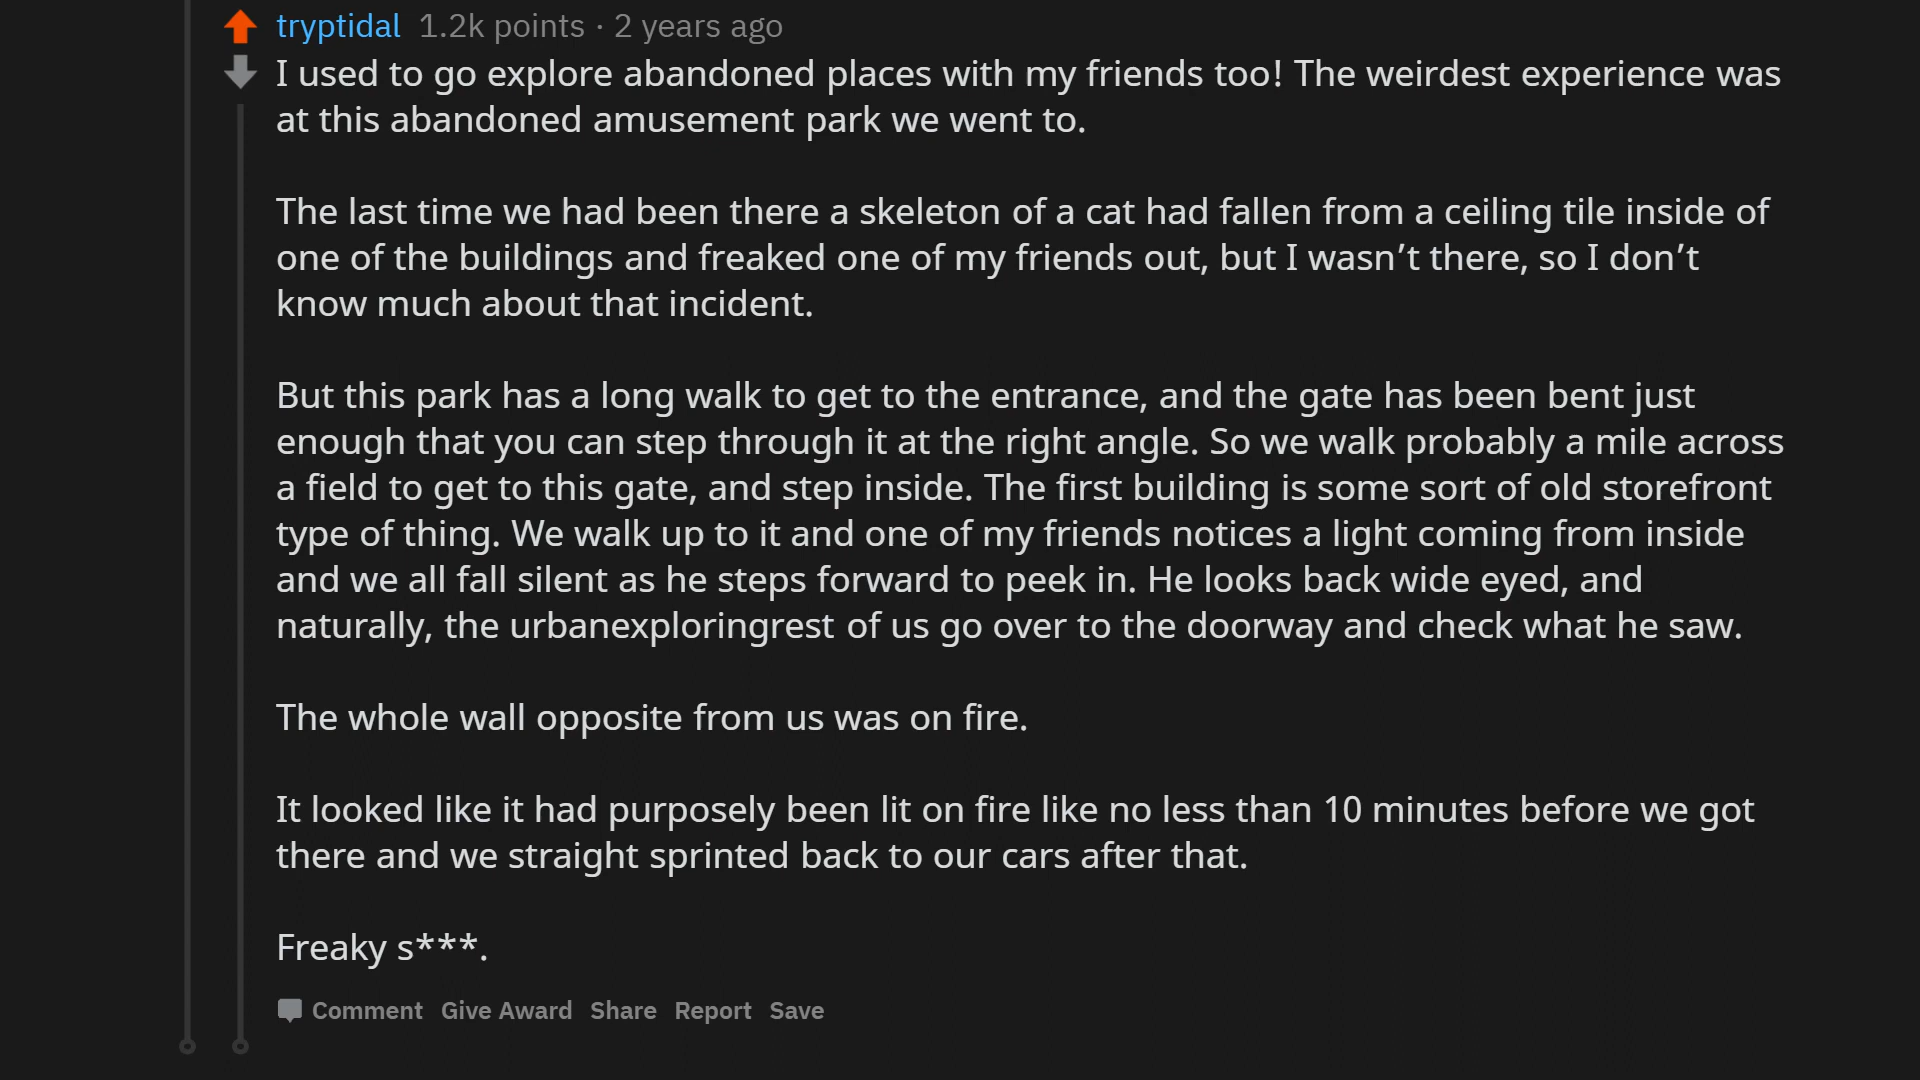 tryptidal 1.2k points · 2 years ago
I used to go explore abandoned places with my friends too! The weirdest experience was
at this abandoned amusement park we went to.
The last time we had been there a skeleton of a cat had fallen from a ceiling tile inside of
one of the buildings and freaked one of my friends out, but I wasn’t there, so I don’t
know much about that incident.
But this park has a long walk to get to the entrance, and the gate has been bent just
enough that you can step through it at the right angle. So we walk probably a mile across
a field to get to this gate, and step inside. The first building is some sort of old storefront
type of thing. We walk up to it and one of my friends notices a light coming from inside
and we all fall silent as he steps forward to peek in. He looks back wide eyed, and
naturally, the urbanexploringrest of us go over to the doorway and check what he saw.
The whole wall opposite from us was on fire.
It looked like it had purposely been lit on fire like no less than 10 minutes before we got
there and we straight sprinted back to our cars after that.
Freaky s***.
Comment Give Award Share Report Save